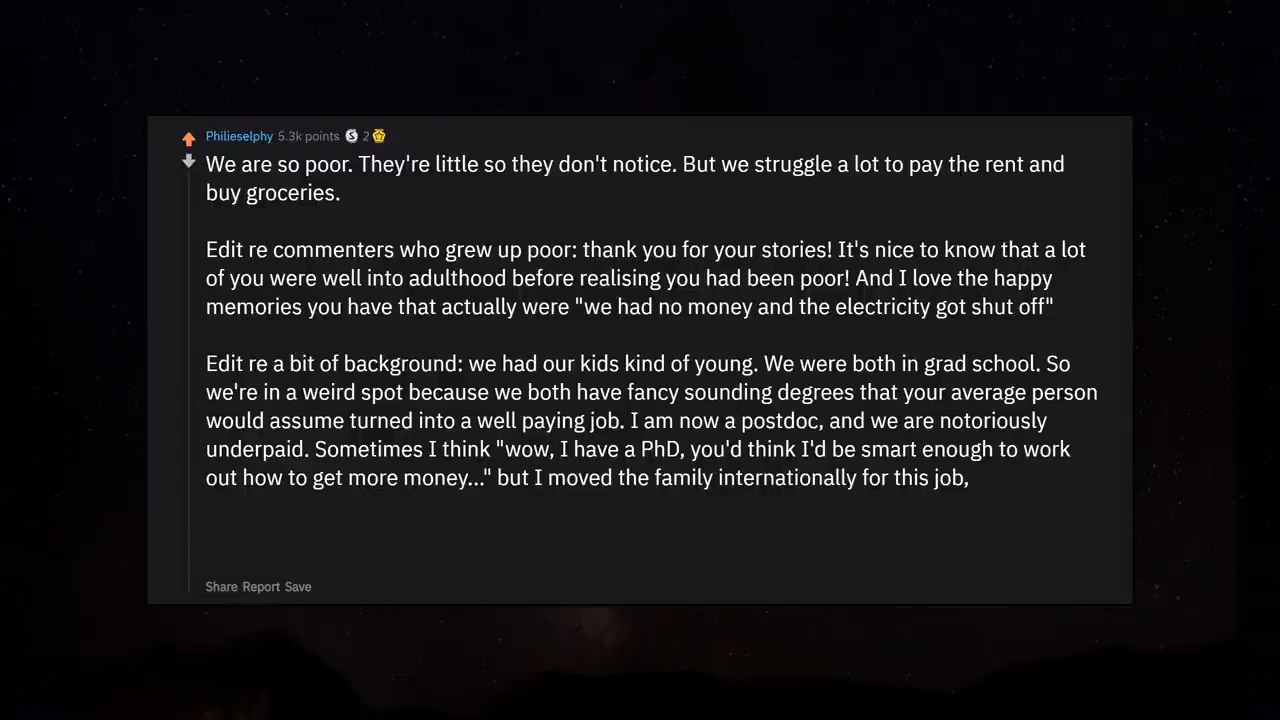 Philieselphy 5.3k points S 2
We are so poor. They're little so they don't notice. But we struggle a lot to pay the rent and
buy groceries.
Edit re commenters who grew up poor: thank you for your stories! It's nice to know that a lot
of you were well into adulthood before realising you had been poor! And I love the happy
memories you have that actually were "we had no money and the electricity got shut off"
Edit re a bit of background: we had our kids kind of young. We were both in grad school. So
we're in a weird spot because we both have fancy sounding degrees that your average person
would assume turned into a well paying job. I am now a postdoc, and we are notoriously
underpaid. Sometimes I think "wow, I have a PhD, you'd think I'd be smart enough to work
out how to get more money..." but I moved the family internationally for this job,
Share Report Save